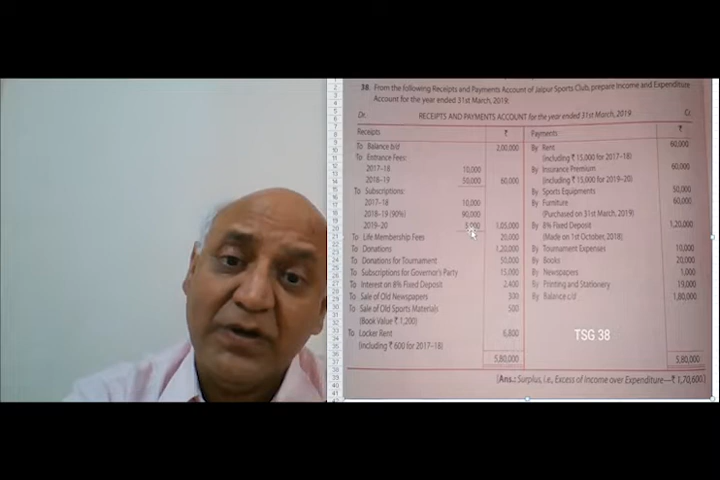 38. From the following Receipts and Payments Account of Jaipur Sports Club, prepare Income and Expenditure
Account for the year ended 31st March, 2019:
Dr. RECEIPTS AND PAYMENTS ACCOUNT for the year ended 31st March, 2019 Cr.
Receipts ₹ Payments ₹
To Balance b/d 2,00,000 By Rent 60,000
To Entrance Fees: (including ₹ 15,000 for 2017-18)
2017-18 10,000 By Insurance Premium 60,000
2018-19 50,000 60,000 (including ₹ 15,000 for 2019-20)
To Subscriptions: By Sports Equipments 50,000
2017-18 10,000 By Furniture 60,000
2018-19 (90%) 90,000 (Purchased on 31st March, 2019)
2019-20 5,000 1,05,000 By 8% Fixed Deposit 1,20,000
To Life Membership Fees 20,000 (Made on 1st October, 2018)
To Donations 1,20,000 By Tournament Expenses 10,000
To Donations for Tournament 50,000 By Books 20,000
To Subscriptions for Governor's Party 15,000 By Newspapers 1,000
To Interest on 8% Fixed Deposit 2,400 By Printing and Stationery 19,000
To Sale of Old Newspapers 300 By Balance c/d 1,80,000
To Sale of Old Sports Materials 500
(Book Value ₹ 1,200)
To Locker Rent 6,800 TSG 38
(including ₹ 600 for 2017-18)
5,80,000 5,80,000
[Ans.: Surplus, i.e., Excess of Income over Expenditure—₹ 1,70,600]